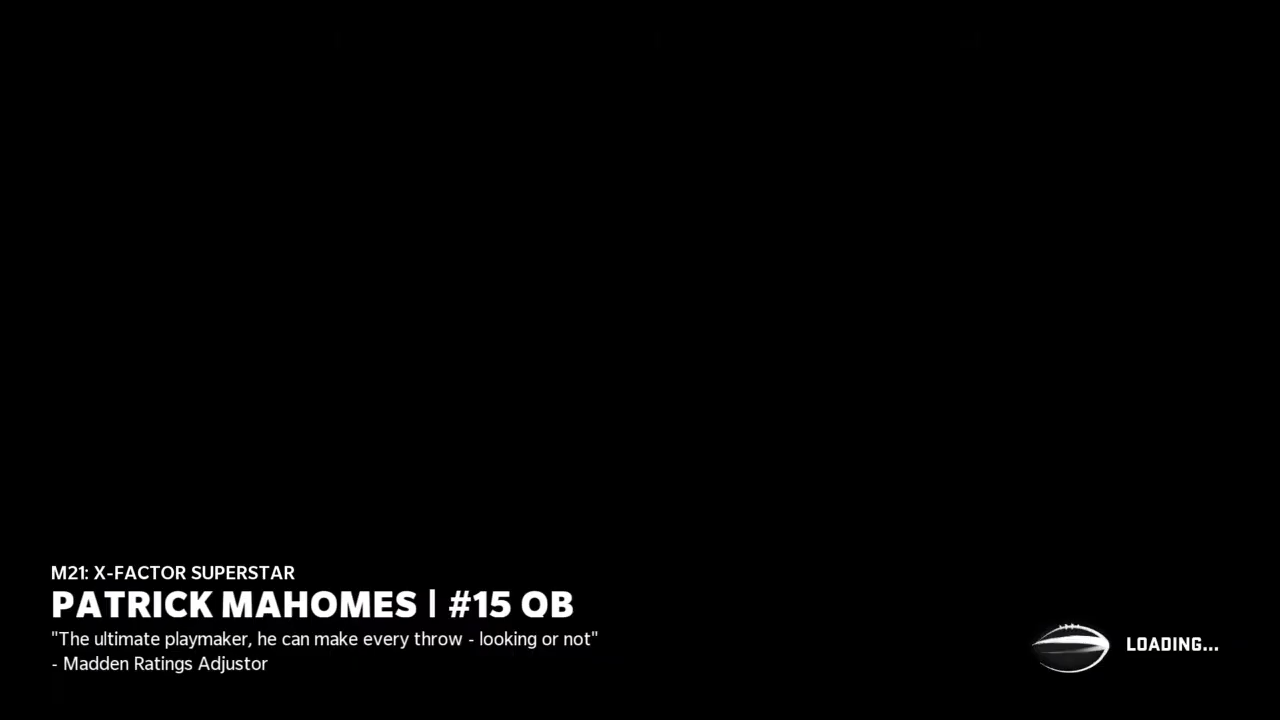 M21: X-FACTOR SUPERSTAR
PATRICK MAHOMES | #15 QB
"The ultimate playmaker, he can make every throw - looking or not"
- Madden Ratings Adjustor
LOADING...